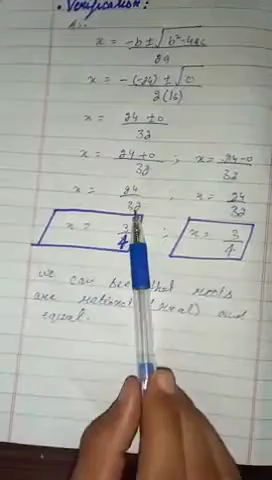 • Verification:
x = -b ± √b²-4ac / 2a
x = -(-24) ± √0 / 2(16)
x = 24 ±0 / 32
x = 24+0 / 32 ; x = 24-0 / 32
x = 24 / 32 , x = 24 / 32
x = 3 / 4 ; x = 3 / 4
we can see that roots
are rational (real) and
equal.